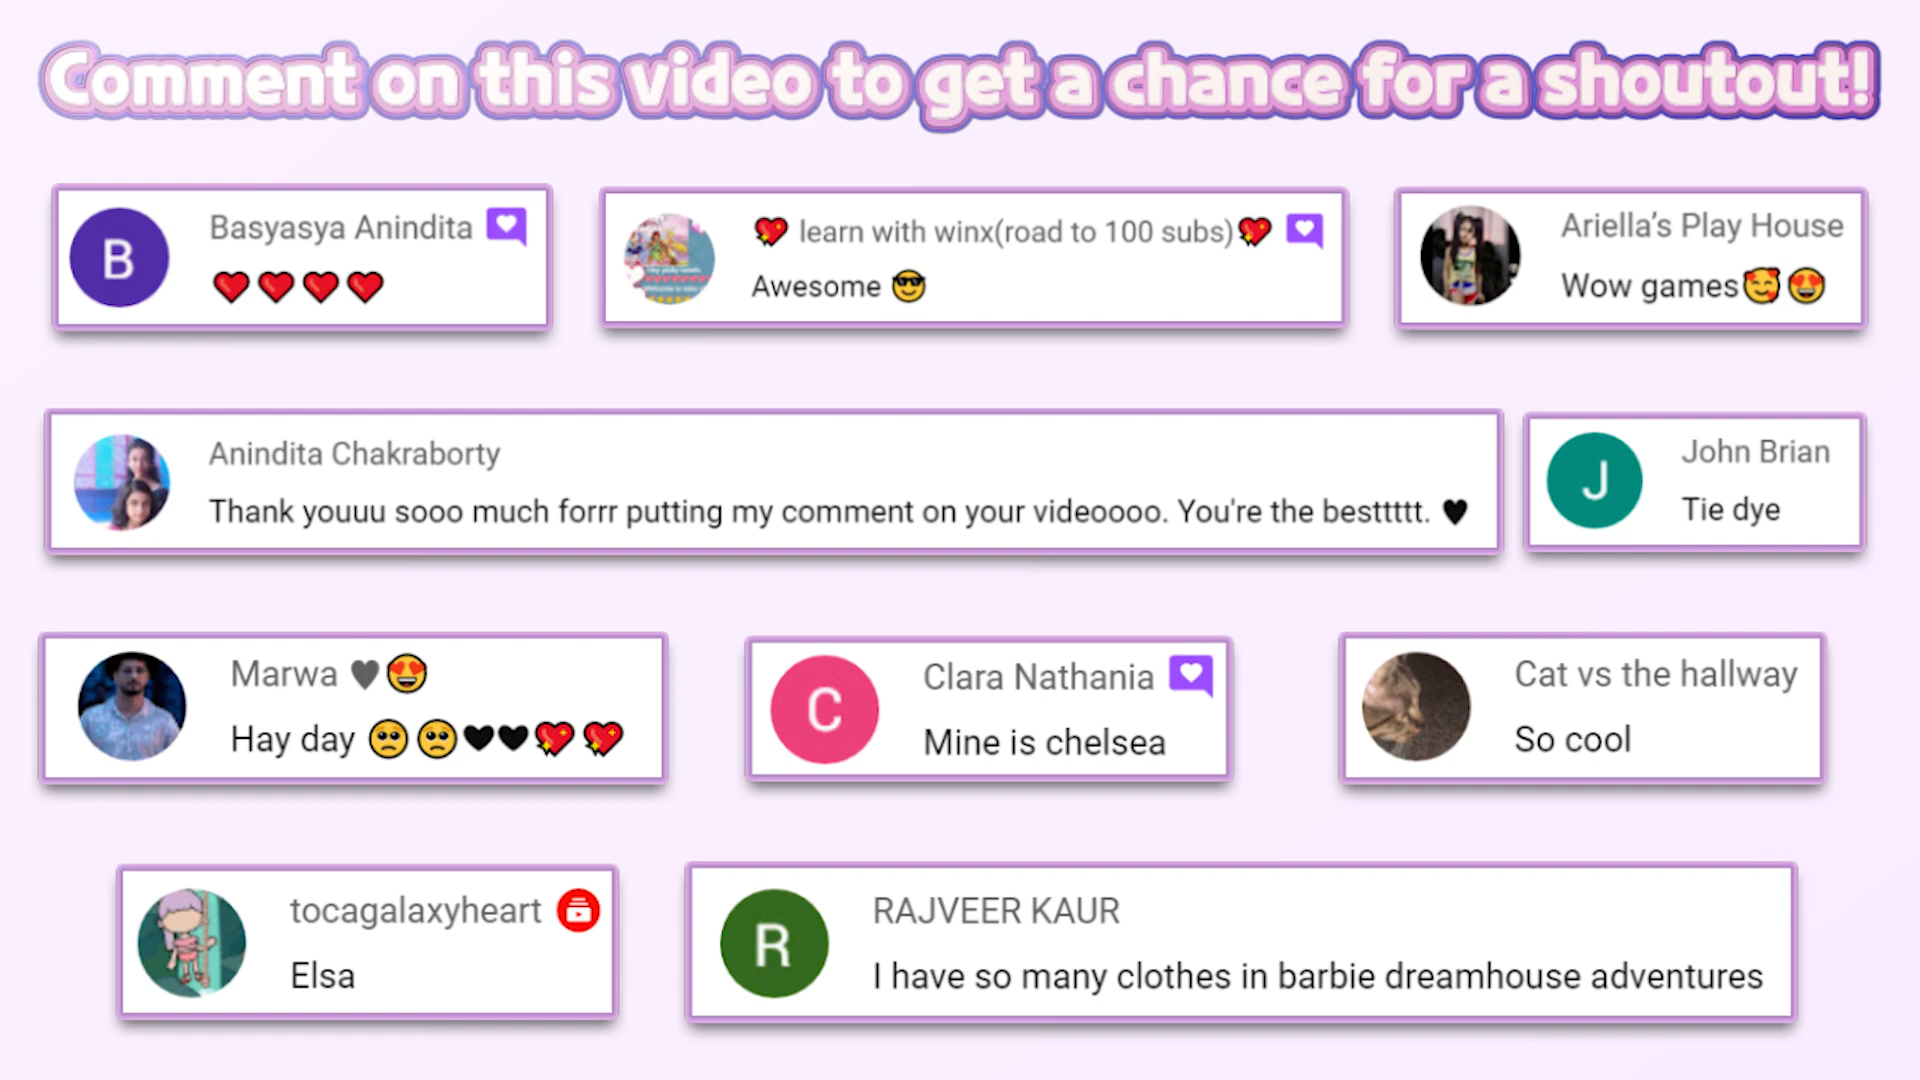 Comment on this video to get a chance for a shoutout!
B
Basyasya Anindita
❤️❤️❤️❤️
💖 learn with winx(road to 100 subs)💖
Awesome 😎
Ariella's Play House
Wow games🥰😍
Anindita Chakraborty
Thank youuu sooo much forrr putting my comment on your videoooo. You're the besttttt. 🖤
J
John Brian
Tie dye
Marwa 🖤😍
Hay day 🥺🥺🖤🖤💖💖
C
Clara Nathania
Mine is chelsea
Cat vs the hallway
So cool
tocagalaxyheart
Elsa
R
RAJVEER KAUR
I have so many clothes in barbie dreamhouse adventures